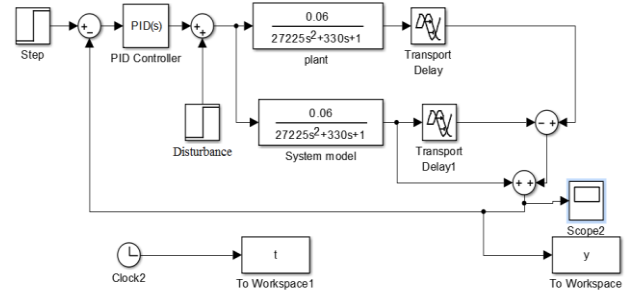 0.06
27225s²+330s+1
plant
PID(s)
PID Controller
Step
Transport
Delay
0.06
27225s²+330s+1
System model
Disturbance
Transport
Delay1
Scope2
Clock2
t
To Workspace1
y
To Workspace